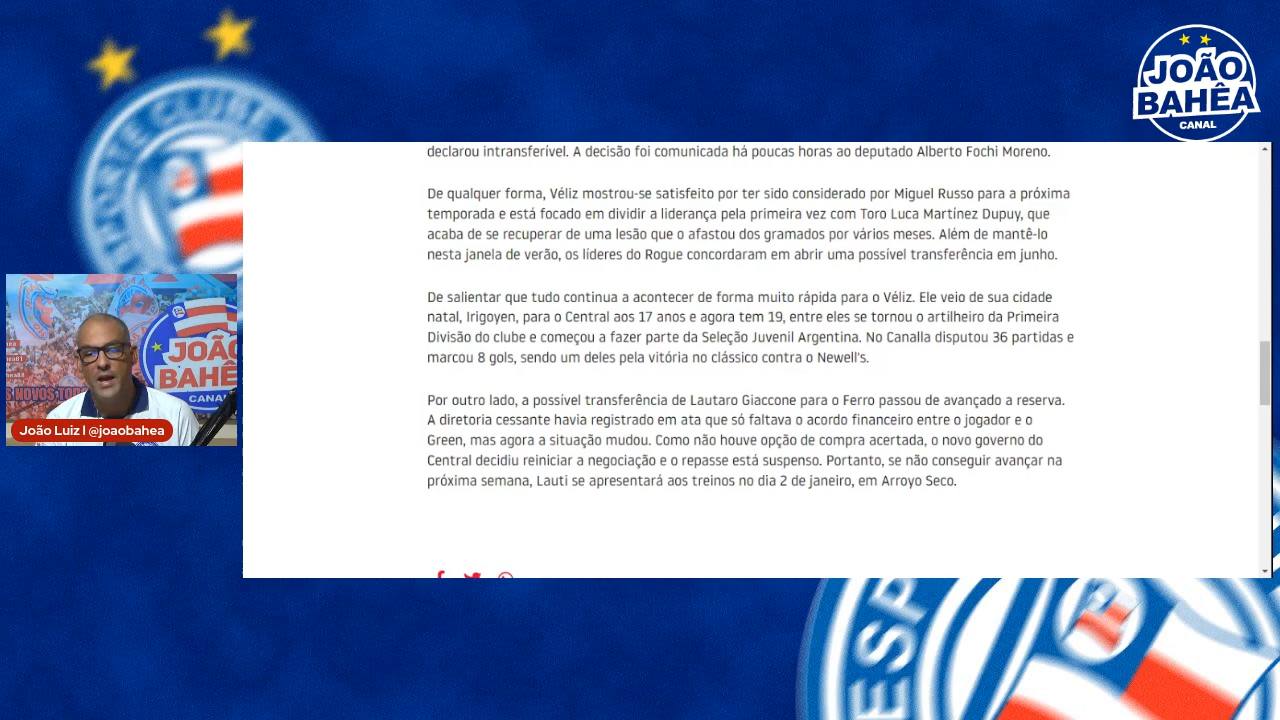 JOÃO
BAHÊA
CANAL
ORTE CLUBE
declarou intransferível. A decisão foi comunicada há poucas horas ao deputado Alberto Fochi Moreno.
De qualquer forma, Véliz mostrou-se satisfeito por ter sido considerado por Miguel Russo para a próxima
temporada e está focado em dividir a liderança pela primeira vez com Toro Luca Martínez Dupuy, que
acaba de se recuperar de uma lesão que o afastou dos gramados por vários meses. Além de mantê-lo
nesta janela de verão, os líderes do Rogue concordaram em abrir uma possível transferência em junho.
De salientar que tudo continua a acontecer de forma muito rápida para o Véliz. Ele veio de sua cidade
natal, Irigoyen, para o Central aos 17 anos e agora tem 19, entre eles se tornou o artilheiro da Primeira
Divisão do clube e começou a fazer parte da Seleção Juvenil Argentina. No Canalla disputou 36 partidas e
marcou 8 gols, sendo um deles pela vitória no clássico contra o Newell's.
Por outro lado, a possível transferência de Lautaro Giaccone para o Ferro passou de avançado a reserva.
A diretoria cessante havia registrado em ata que só faltava o acordo financeiro entre o jogador e o
Green, mas agora a situação mudou. Como não houve opção de compra acertada, o novo governo do
Central decidiu reiniciar a negociação e o repasse está suspenso. Portanto, se não conseguir avançar na
próxima semana, Lauti se apresentará aos treinos no dia 2 de janeiro, em Arroyo Seco.
JOÃO
BAHÊA
CANAL
João Luiz | @joaobahea
ESP